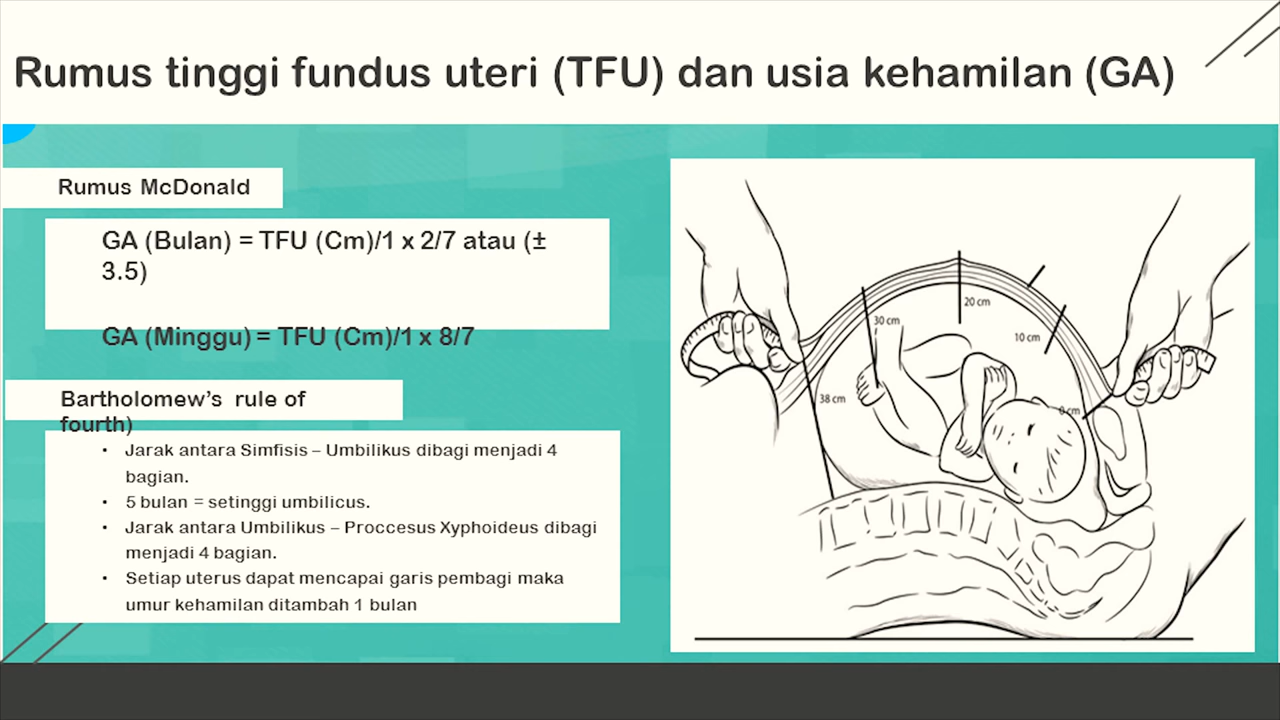 Rumus tinggi fundus uteri (TFU) dan usia kehamilan (GA)
Rumus McDonald
GA (Bulan) = TFU (Cm)/1 x 2/7 atau (±
3.5)
GA (Minggu) = TFU (Cm)/1 x 8/7
Bartholomew’s rule of
fourth)
• Jarak antara Simfisis – Umbilikus dibagi menjadi 4
bagian.
• 5 bulan = setinggi umbilicus.
• Jarak antara Umbilikus – Proccesus Xyphoideus dibagi
menjadi 4 bagian.
• Setiap uterus dapat mencapai garis pembagi maka
umur kehamilan ditambah 1 bulan
20 cm
30 cm
10 cm
38 cm
0 cm